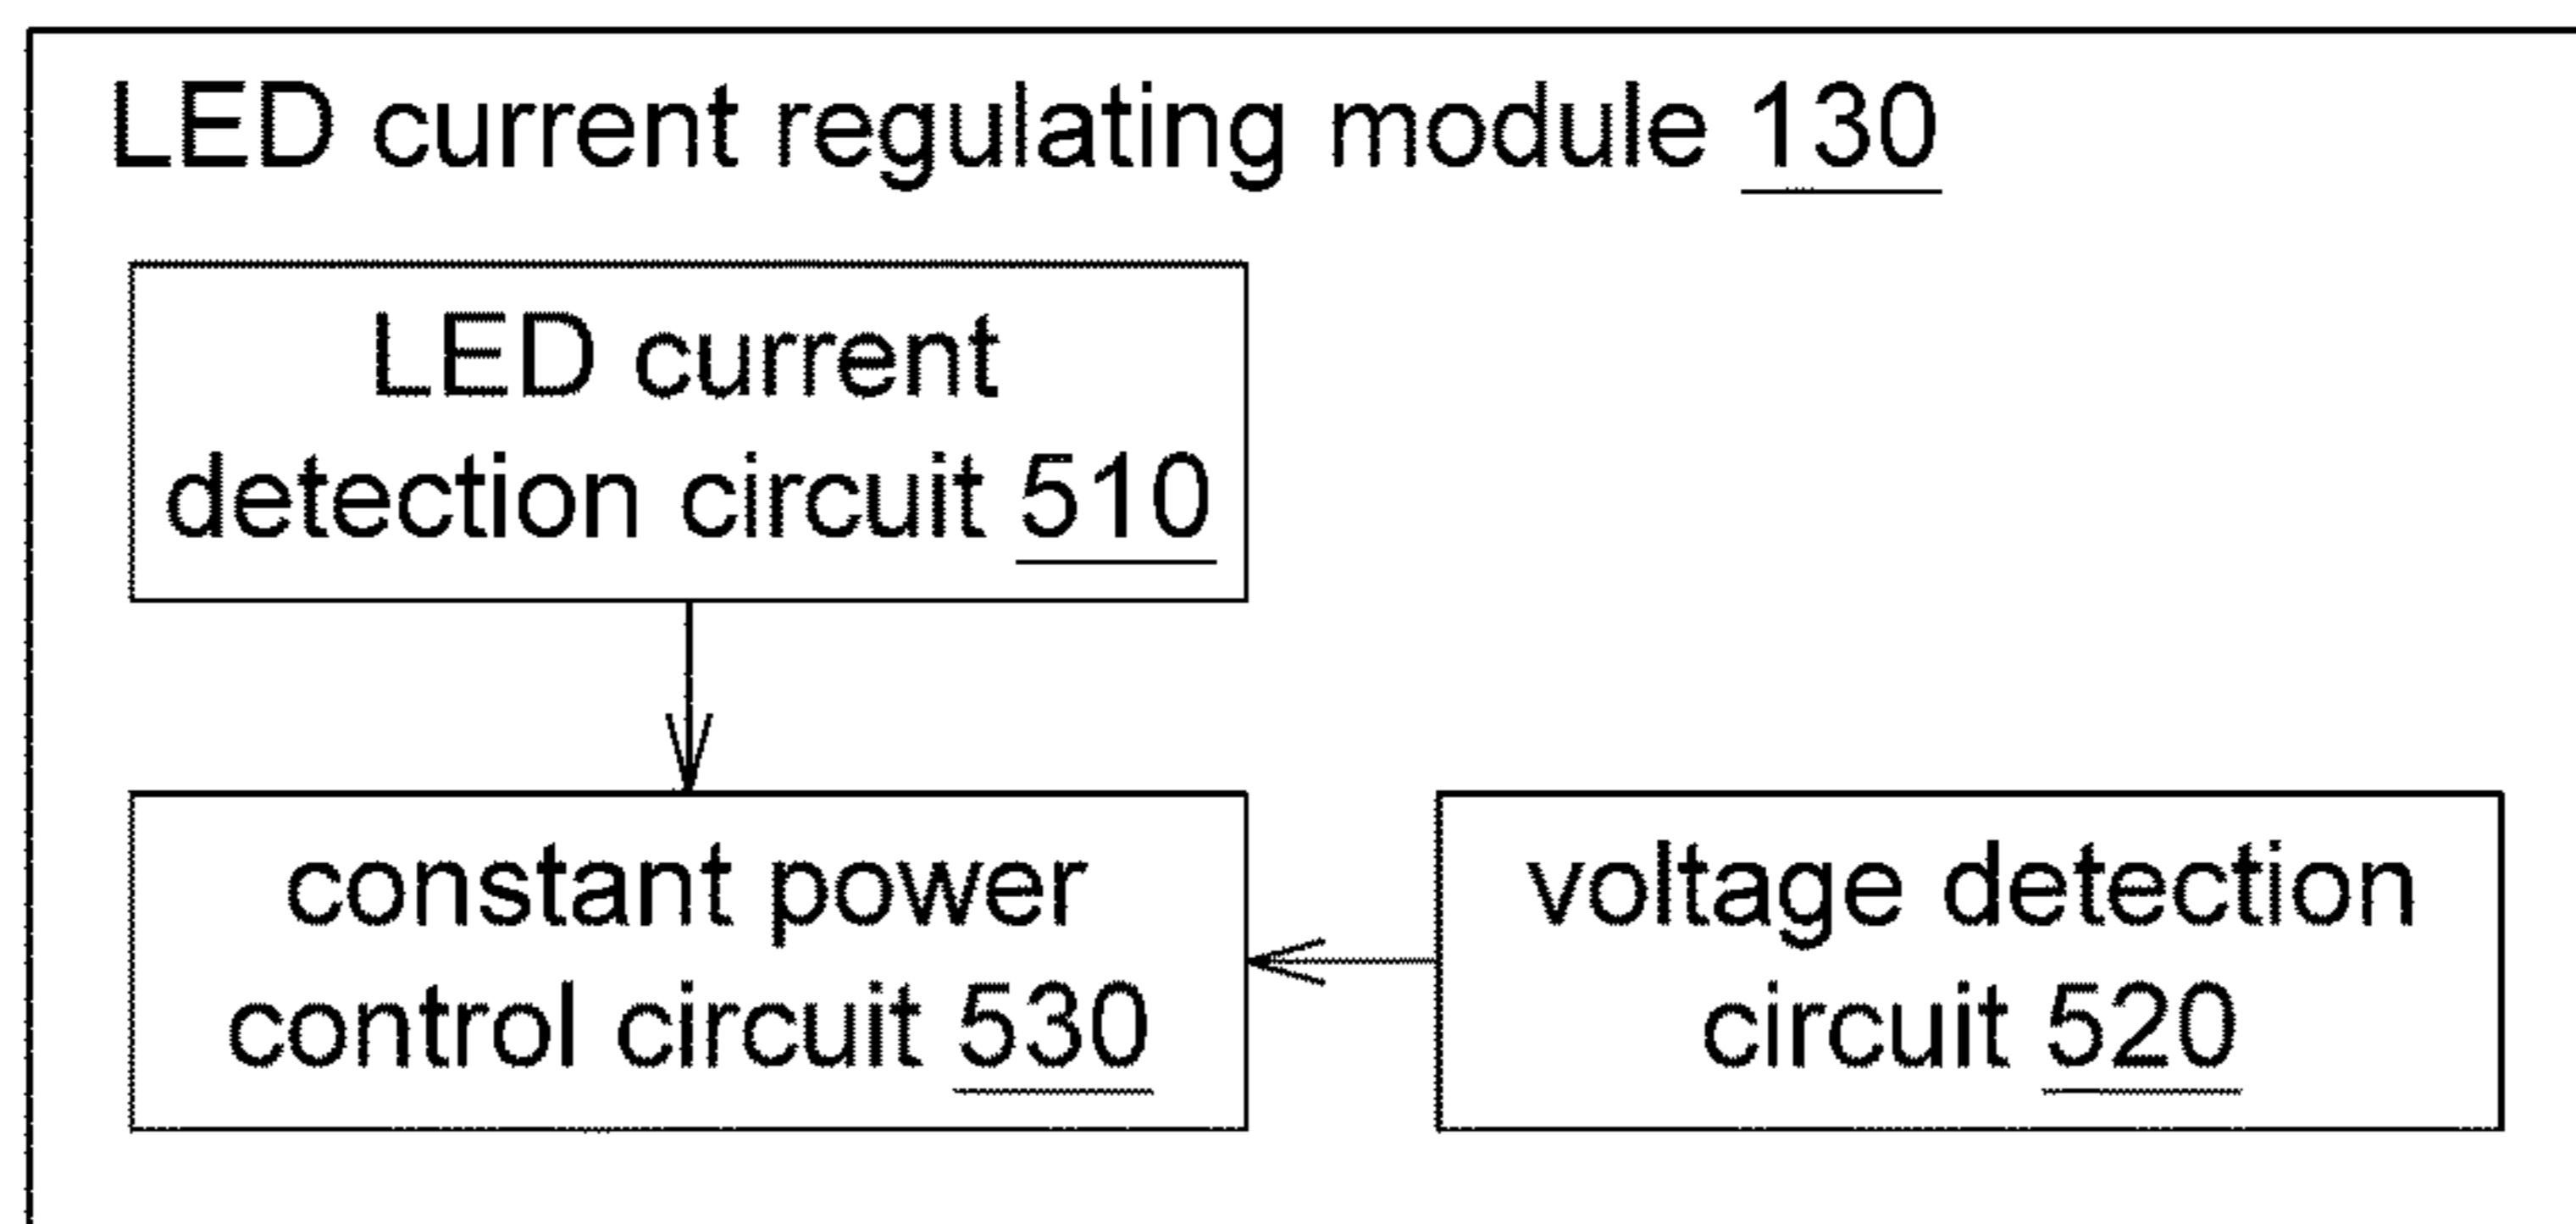 LED current regulating module 130
LED current
detection circuit 510
constant power
control circuit 530
voltage detection
circuit 520